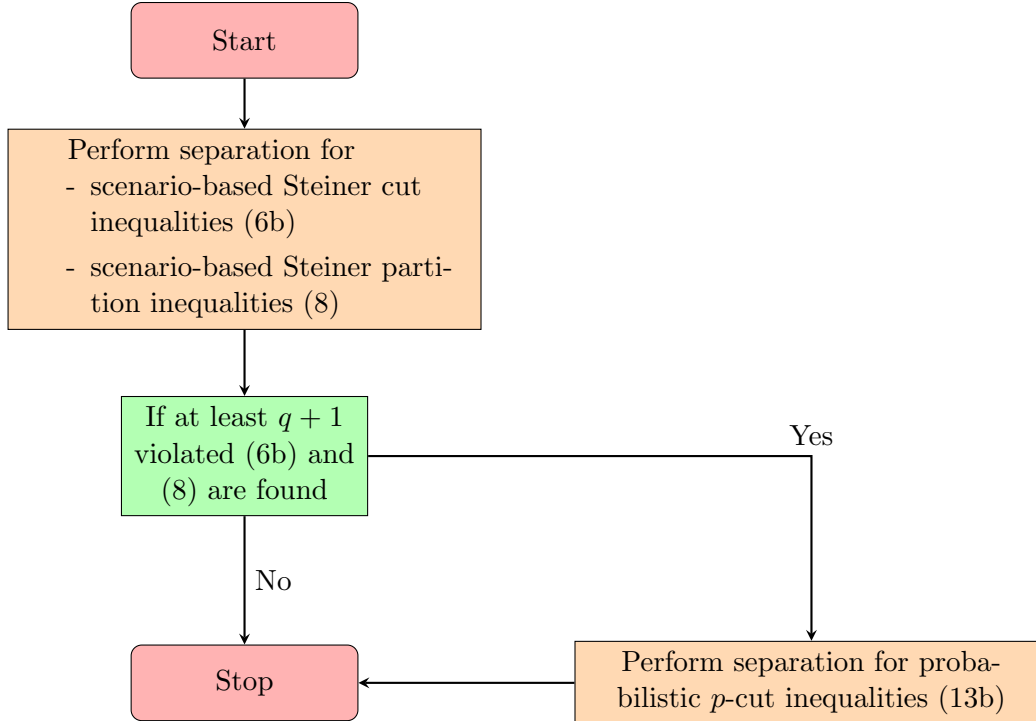 Start
Perform separation for
- scenario-based Steiner cut
inequalities (6b)
- scenario-based Steiner parti-
tion inequalities (8)
If at least q + 1
violated (6b) and
(8) are found
Yes
No
Stop
Perform separation for proba-
bilistic p-cut inequalities (13b)